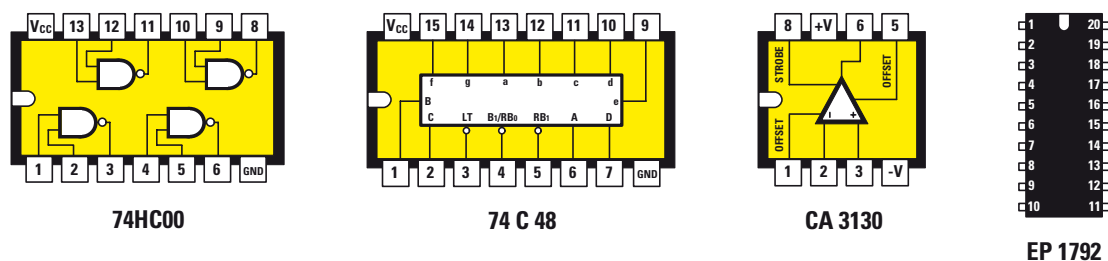 VCC 13 12 11 10 9 8
1 2 3 4 5 6 GND
74HC00
VCC 15 14 13 12 11 10 9
f g a b c d
B e
C LT B1/RB0 RB1 A D
1 2 3 4 5 6 7 GND
74 C 48
8 +V 6 5
STROBE
OFFSET
OFFSET
- +
1 2 3 -V
CA 3130
1 20
2 19
3 18
4 17
5 16
6 15
7 14
8 13
9 12
10 11
EP 1792